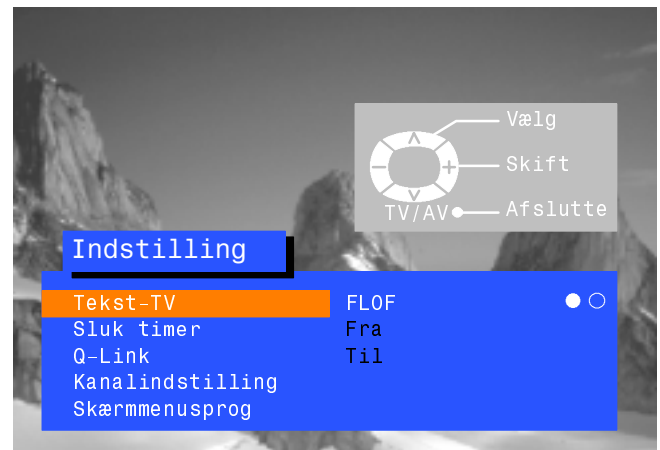 Vælg
Skift
TV/AV Afslutte
Indstilling
Tekst-TV FLOF
Sluk timer Fra
Q-Link Til
Kanalindstilling
Skærmmenusprog